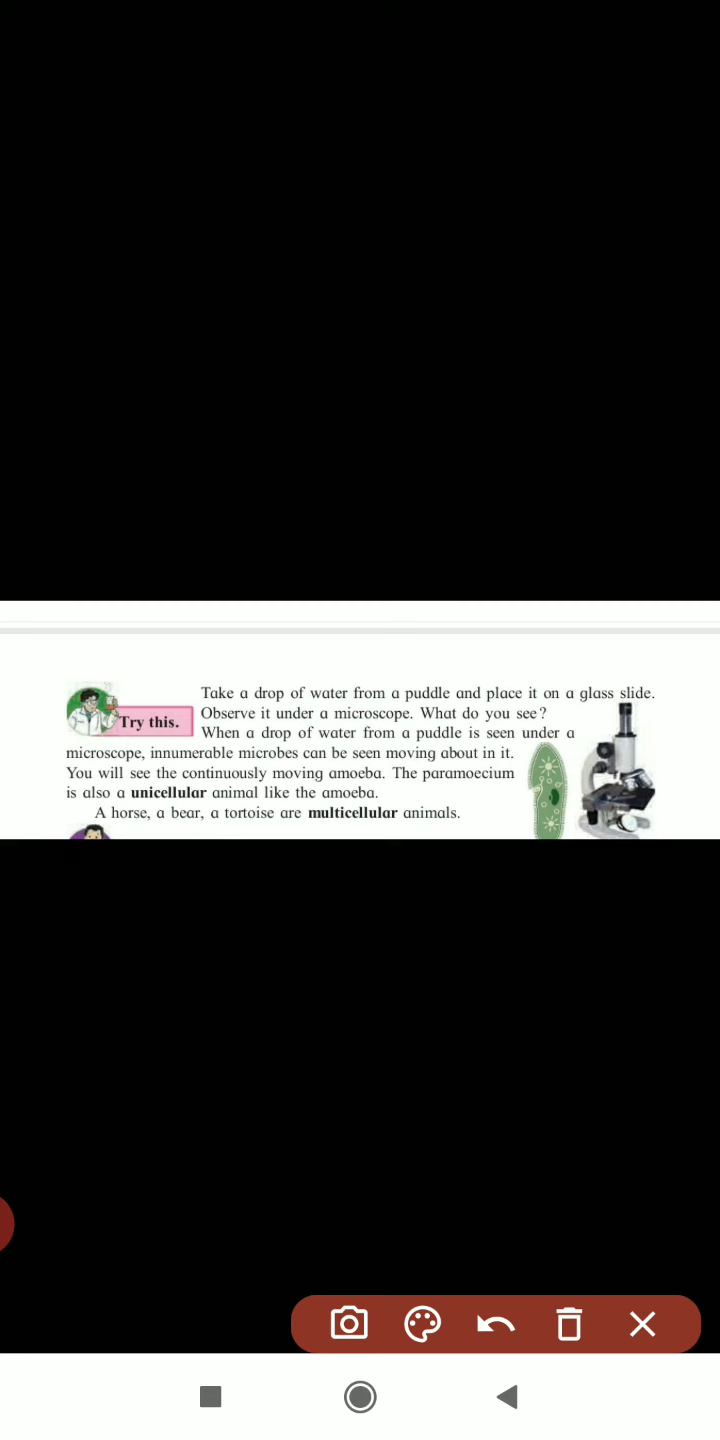 Take a drop of water from a puddle and place it on a glass slide.
Try this.
Observe it under a microscope. What do you see?
When a drop of water from a puddle is seen under a
microscope, innumerable microbes can be seen moving about in it.
You will see the continuously moving amoeba. The paramoecium
is also a unicellular animal like the amoeba.
A horse, a bear, a tortoise are multicellular animals.